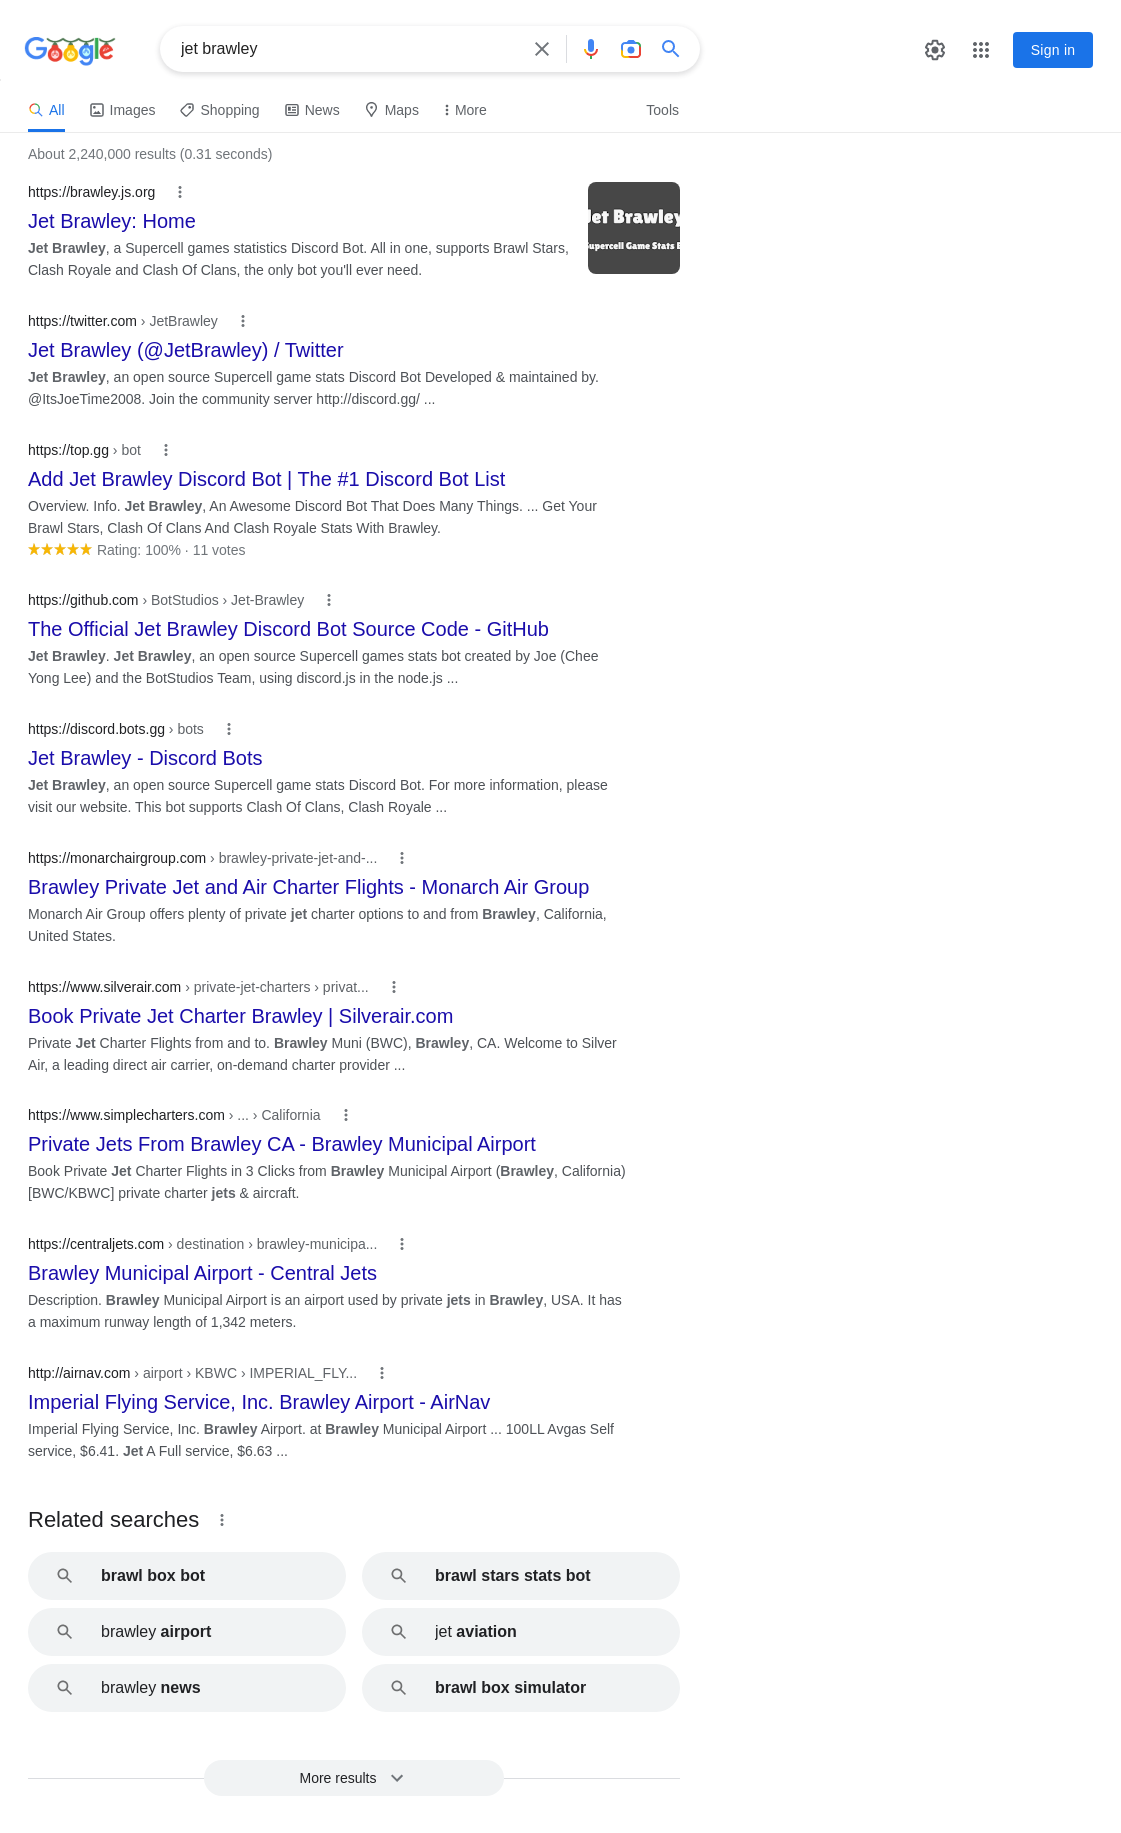 Google
jet brawley
Sign in
All
Images
Shopping
News
Maps
More
Tools
About 2,240,000 results (0.31 seconds)
https://brawley.js.org
Jet Brawley: Home
Jet Brawley, a Supercell games statistics Discord Bot. All in one, supports Brawl Stars,
Clash Royale and Clash Of Clans, the only bot you'll ever need.
Jet Brawley
Supercell Game Stats B
https://twitter.com › JetBrawley
Jet Brawley (@JetBrawley) / Twitter
Jet Brawley, an open source Supercell game stats Discord Bot Developed & maintained by.
@ItsJoeTime2008. Join the community server http://discord.gg/ ...
https://top.gg › bot
Add Jet Brawley Discord Bot | The #1 Discord Bot List
Overview. Info. Jet Brawley, An Awesome Discord Bot That Does Many Things. ... Get Your
Brawl Stars, Clash Of Clans And Clash Royale Stats With Brawley.
Rating: 100% · 11 votes
https://github.com › BotStudios › Jet-Brawley
The Official Jet Brawley Discord Bot Source Code - GitHub
Jet Brawley. Jet Brawley, an open source Supercell games stats bot created by Joe (Chee
Yong Lee) and the BotStudios Team, using discord.js in the node.js ...
https://discord.bots.gg › bots
Jet Brawley - Discord Bots
Jet Brawley, an open source Supercell game stats Discord Bot. For more information, please
visit our website. This bot supports Clash Of Clans, Clash Royale ...
https://monarchairgroup.com › brawley-private-jet-and-...
Brawley Private Jet and Air Charter Flights - Monarch Air Group
Monarch Air Group offers plenty of private jet charter options to and from Brawley, California,
United States.
https://www.silverair.com › private-jet-charters › privat...
Book Private Jet Charter Brawley | Silverair.com
Private Jet Charter Flights from and to. Brawley Muni (BWC), Brawley, CA. Welcome to Silver
Air, a leading direct air carrier, on-demand charter provider ...
https://www.simplecharters.com › ... › California
Private Jets From Brawley CA - Brawley Municipal Airport
Book Private Jet Charter Flights in 3 Clicks from Brawley Municipal Airport (Brawley, California)
[BWC/KBWC] private charter jets & aircraft.
https://centraljets.com › destination › brawley-municipa...
Brawley Municipal Airport - Central Jets
Description. Brawley Municipal Airport is an airport used by private jets in Brawley, USA. It has
a maximum runway length of 1,342 meters.
http://airnav.com › airport › KBWC › IMPERIAL_FLY...
Imperial Flying Service, Inc. Brawley Airport - AirNav
Imperial Flying Service, Inc. Brawley Airport. at Brawley Municipal Airport ... 100LL Avgas Self
service, $6.41. Jet A Full service, $6.63 ...
Related searches
brawl box bot
brawl stars stats bot
brawley airport
jet aviation
brawley news
brawl box simulator
More results